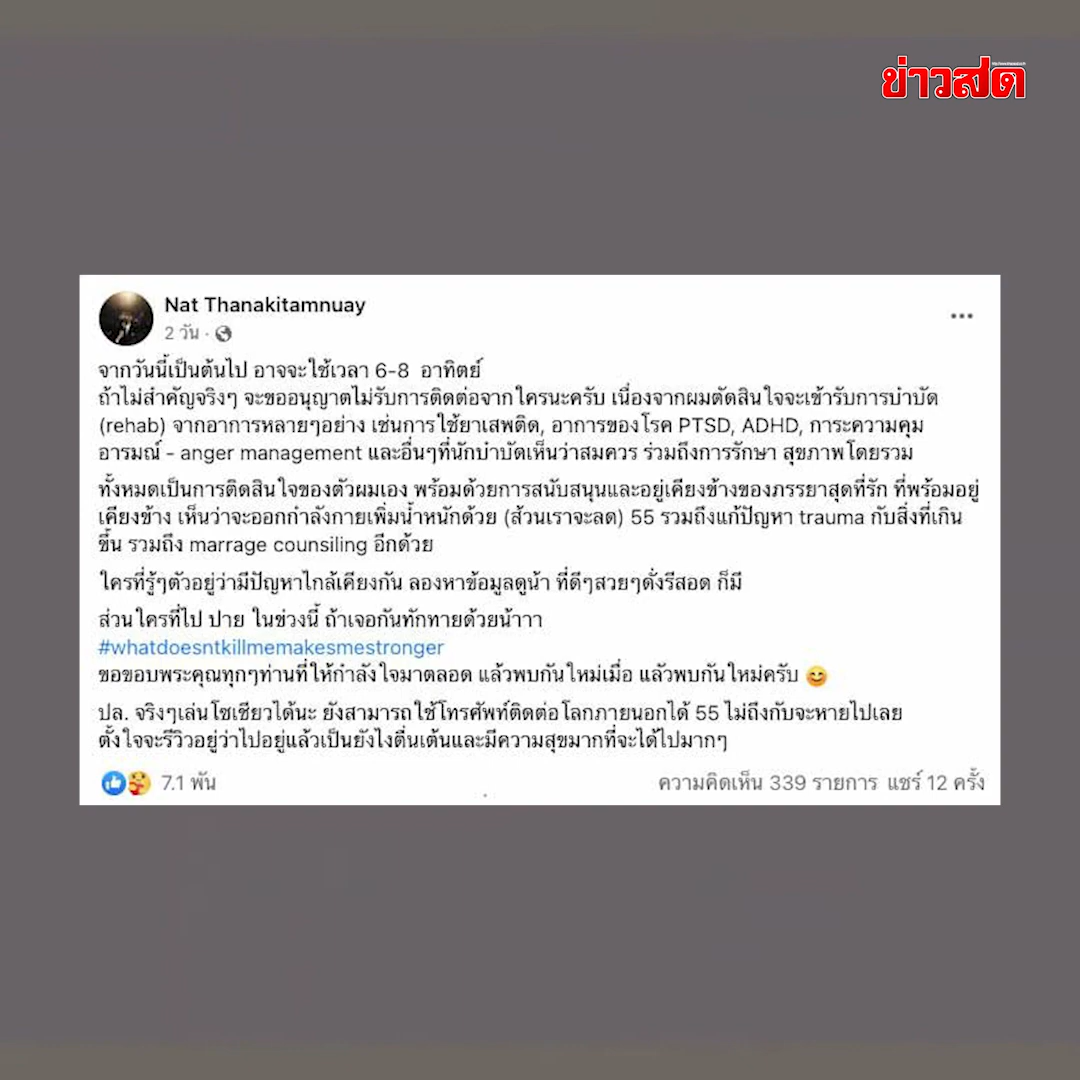 ข่าวสด
Nat Thanakitamnuay
2 วัน ·
จากวันนี้เป็นต้นไป อาจจะใช้เวลา 6-8 อาทิตย์
ถ้าไม่สำคัญจริงๆ จะขออนุญาตไม่รับการติดต่อจากใครนะครับ เนื่องจากผมตัดสินใจจะเข้ารับการบำบัด
(rehab) จากอาการหลายๆอย่าง เช่นการใช้ยาเสพติด, อาการของโรค PTSD, ADHD, การะความคุม
อารมณ์ - anger management และอื่นๆที่นักบำบัดเห็นว่าสมควร ร่วมถึงการรักษา สุขภาพโดยรวม
ทั้งหมดเป็นการติดสินใจของตัวผมเอง พร้อมด้วยการสนับสนุนและอยู่เคียงข้างของภรรยาสุดที่รัก ที่พร้อมอยู่
เคียงข้าง เห็นว่าจะออกกำลังกายเพิ่มน้ำหนักด้วย (ส้วนเราจะลด) 55 รวมถึงแก้ปัญหา trauma กับสิ่งที่เกิน
ขึ้น รวมถึง marrage counsiling อีกด้วย
ใครที่รู้ๆตัวอยู่ว่ามีปัญหาไกล้เคียงกัน ลองหาข้อมูลดูน้า ที่ดีๆสวยๆดั่งรีสอด ก็มี
ส่วนใครที่ไป ปาย ในข่วงนี้ ถ้าเจอกันทักทายด้วยน้าาา
#whatdoesntkillmemakesmestronger
ขอขอบพระคุณทุกๆท่านที่ให้กำลังใจมาตลอด แล้วพบกันใหม่เมื่อ แลัวพบกันใหม่ครับ 😊
ปล. จริงๆเล่นโซเชียวได้นะ ยังสามารถใช้โทรศัพท์ติดต่อโลกภายนอกได้ 55 ไม่ถึงกับจะหายไปเลย
ตั้งใจจะรีวิวอยู่ว่าไปอยู่แล้วเป็นยังไงตื่นเต้นและมีความสุขมากที่จะได้ไปมากๆ
7.1 พัน
ความคิดเห็น 339 รายการ แชร์ 12 ครั้ง